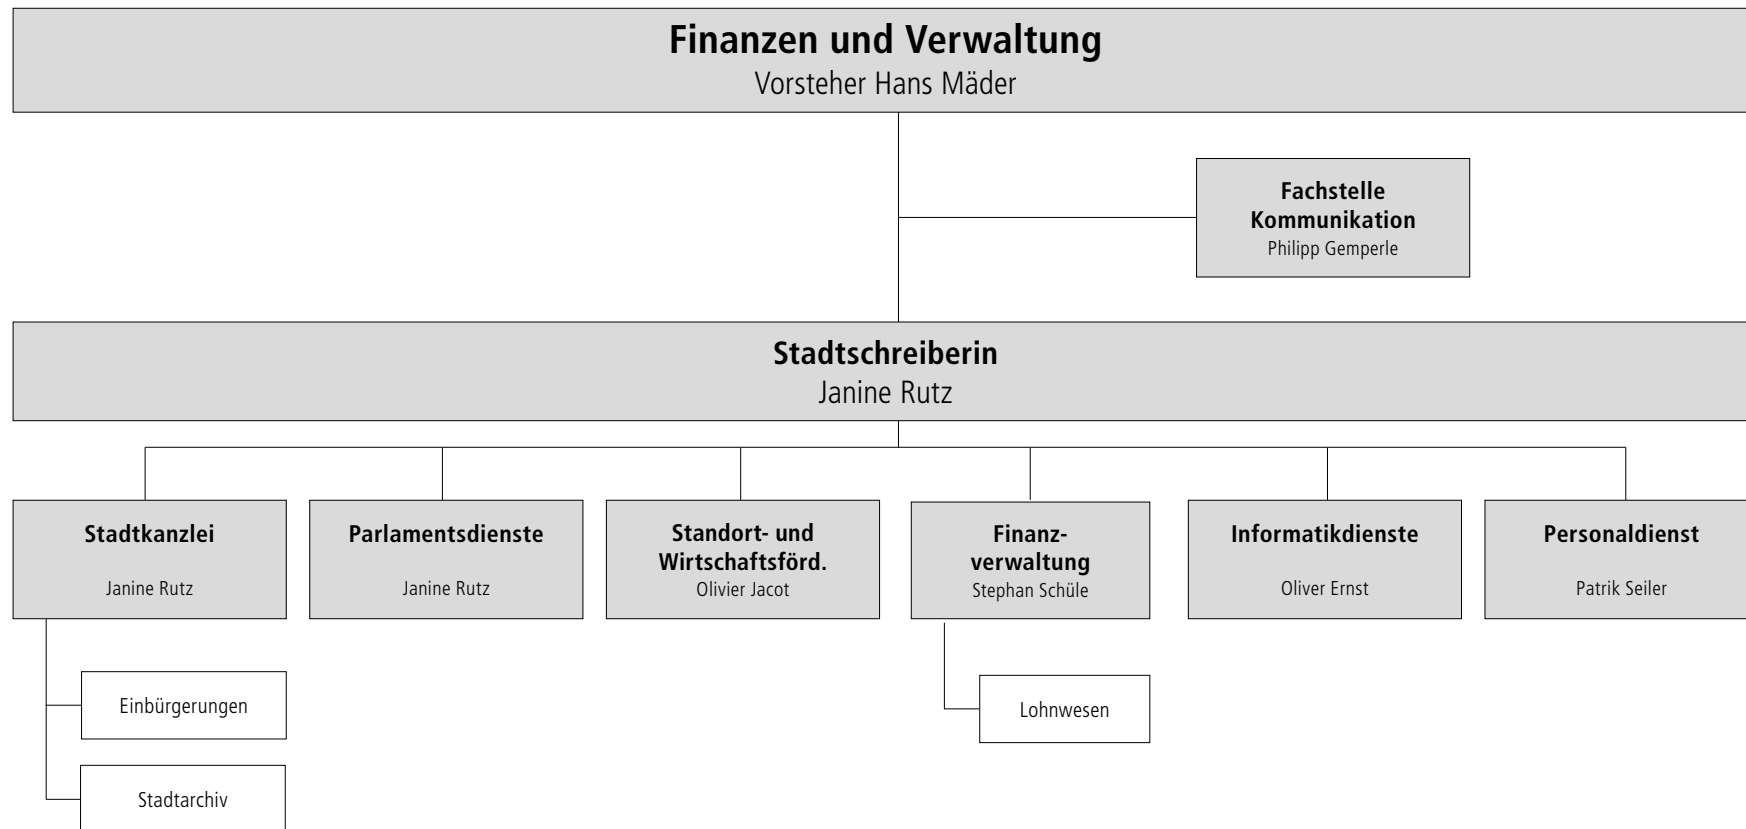 Finanzen und Verwaltung
Vorsteher Hans Mäder
Fachstelle
Kommunikation
Philipp Gemperle
Stadtschreiberin
Janine Rutz
Stadtkanzlei
Janine Rutz
Parlamentsdienste
Janine Rutz
Standort- und
Wirtschaftsförd.
Olivier Jacot
Finanz-
verwaltung
Stephan Schüle
Informatikdienste
Oliver Ernst
Personaldienst
Patrik Seiler
Einbürgerungen
Lohnwesen
Stadtarchiv